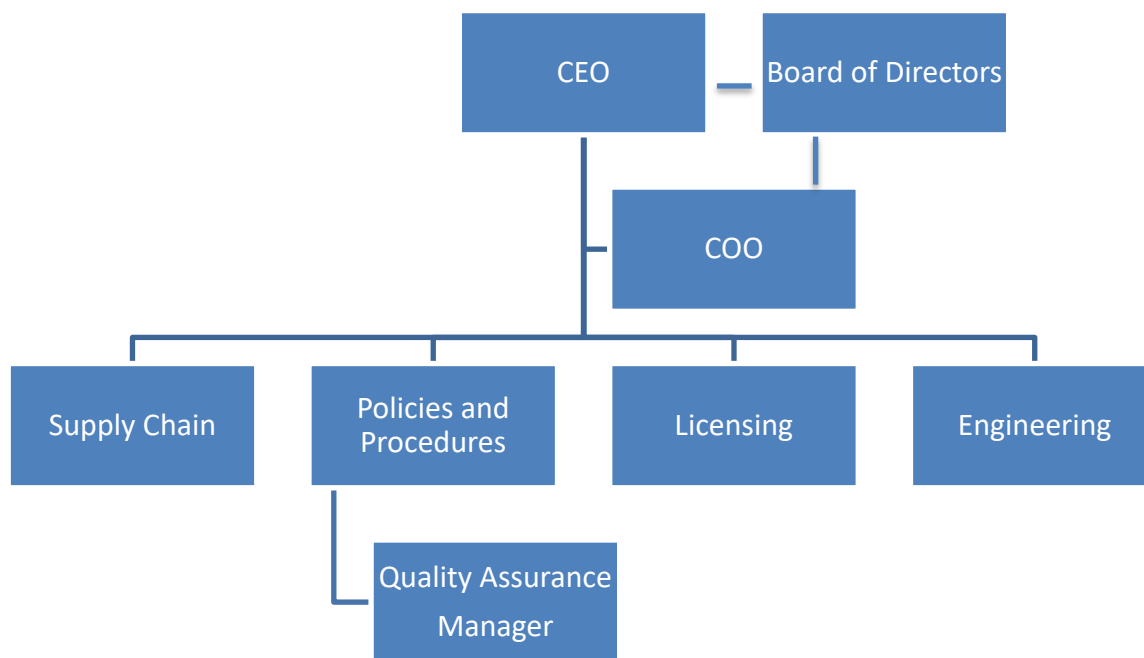 CEO
Board of Directors
COO
Supply Chain
Policies and
Procedures
Licensing
Engineering
Quality Assurance
Manager